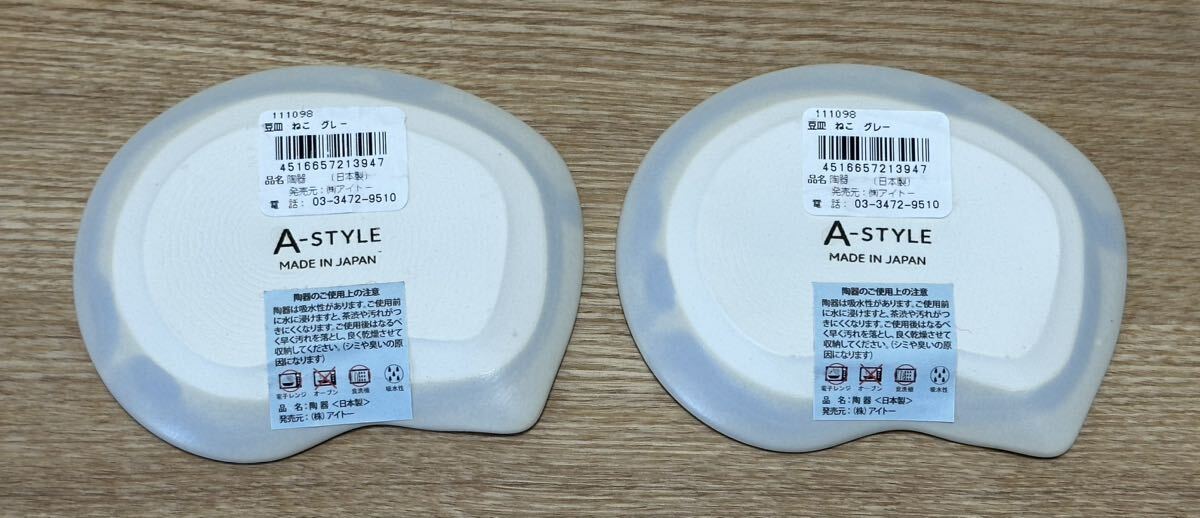 111098
豆皿 ねこ グレー
4516657213947
品名 陶器 （日本製）
発売元：㈱アイトー
電 話： 03-3472-9510
A-STYLE
MADE IN JAPAN
陶器のご使用上の注意
陶器は吸水性があります。ご使用前
に水に浸けますと、茶渋や汚れがつ
きにくくなります。ご使用後はなるべ
く早く汚れを落とし、良く乾燥させて
収納してください。（シミや臭いの原
因になります）
電子レンジ オーブン 食洗機 吸水性
品 名：陶 器 ＜日本製＞
発売元：（株）アイトー
111098
豆皿 ねこ グレー
4516657213947
品名 陶器 （日本製）
発売元：㈱アイトー
電 話： 03-3472-9510
A-STYLE
MADE IN JAPAN
陶器のご使用上の注意
陶器は吸水性があります。ご使用前
に水に浸けますと、茶渋や汚れがつ
きにくくなります。ご使用後はなるべ
く早く汚れを落とし、良く乾燥させて
収納してください。（シミや臭いの原
因になります）
電子レンジ オーブン 食洗機 吸水性
品 名：陶 器 ＜日本製＞
発売元：（株）アイトー